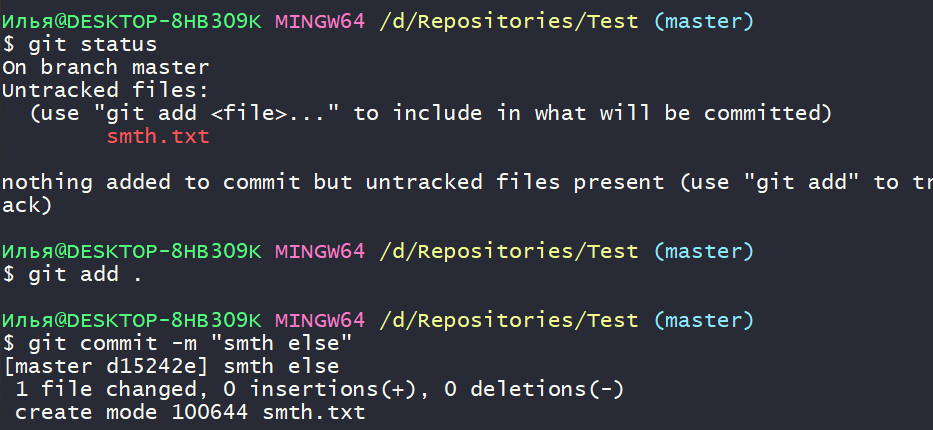 Илья@DESKTOP-8HB3O9K MINGW64 /d/Repositories/Test (master)
$ git status
On branch master
Untracked files:
  (use "git add <file>..." to include in what will be committed)
        smth.txt

nothing added to commit but untracked files present (use "git add" to tr
ack)

Илья@DESKTOP-8HB3O9K MINGW64 /d/Repositories/Test (master)
$ git add .

Илья@DESKTOP-8HB3O9K MINGW64 /d/Repositories/Test (master)
$ git commit -m "smth else"
[master d15242e] smth else
 1 file changed, 0 insertions(+), 0 deletions(-)
 create mode 100644 smth.txt